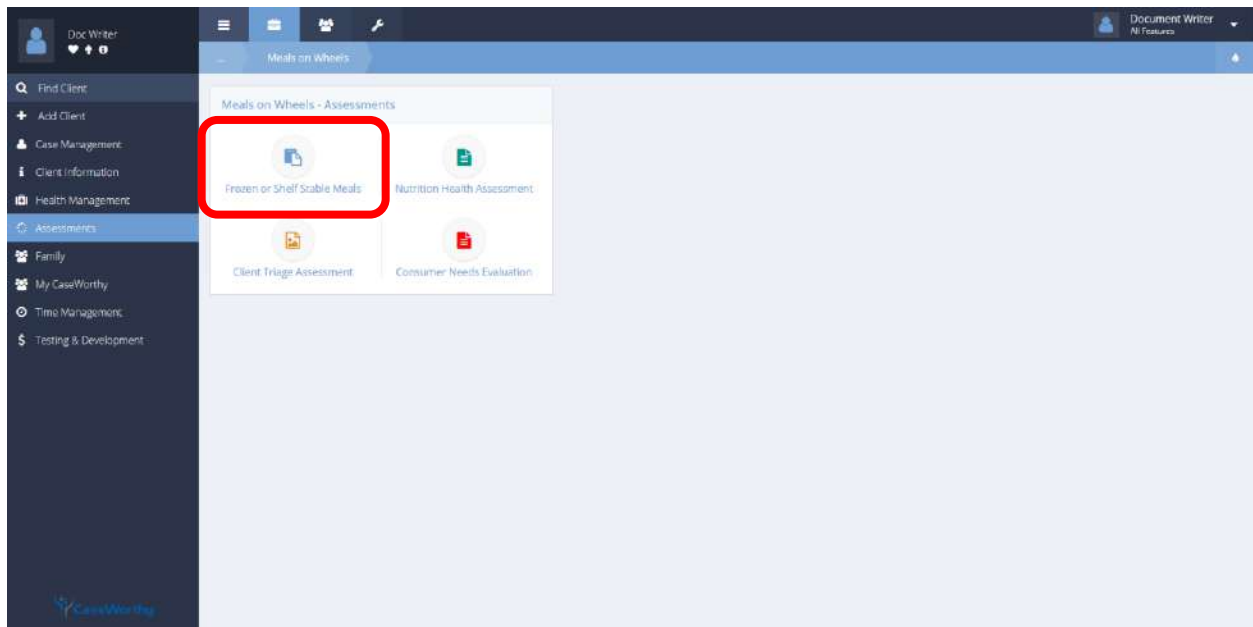 Doc Writer
Document Writer
All Features
...
Meals on Wheels
Find Client
Add Client
Case Management
Client Information
Health Management
Assessments
Family
My CaseWorthy
Time Management
Testing & Development
Meals on Wheels - Assessments
Frozen or Shelf Stable Meals
Nutrition Health Assessment
Client Triage Assessment
Consumer Needs Evaluation
CaseWorthy